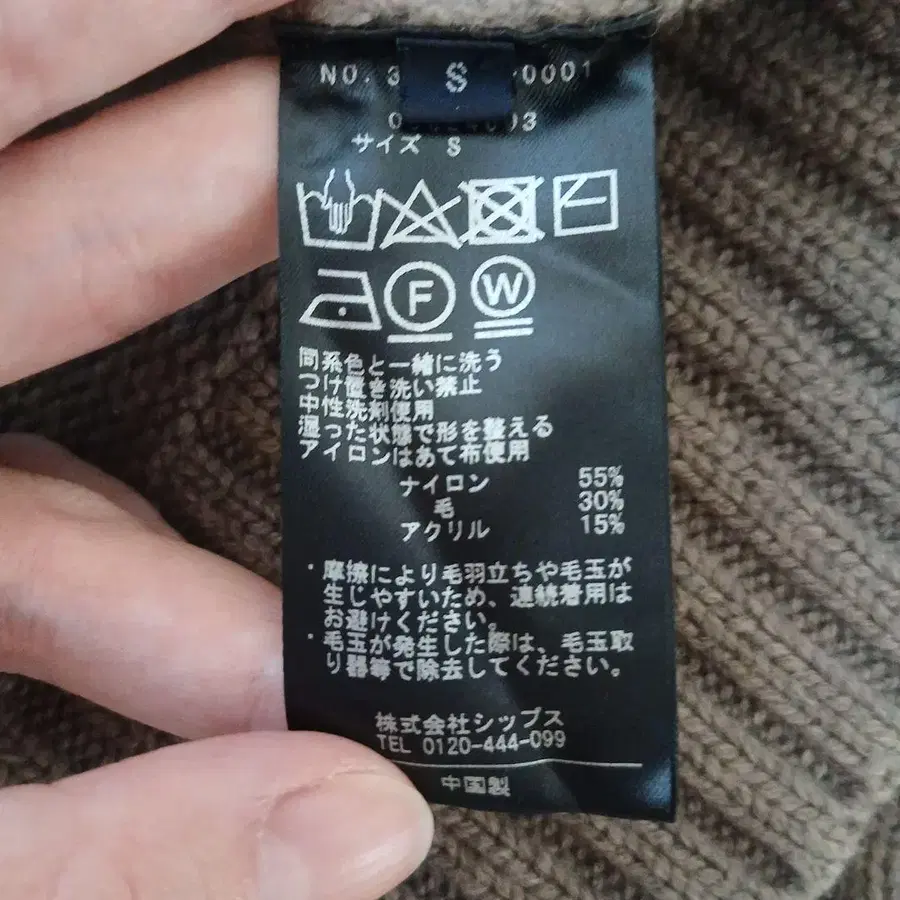 NO.3
S
0001
サイズ S
F
W
同系色と一緒に洗う
つけ置き洗い禁止
中性洗剤使用
湿った状態で形を整える
アイロンはあて布使用
ナイロン 55%
毛 30%
アクリル 15%
・摩擦により毛羽立ちや毛玉が
生じやすいため、連続着用は
お避けください。
・毛玉が発生した際は、毛玉取
り器等で除去してください。
株式会社シップス
TEL 0120-444-099
中国製